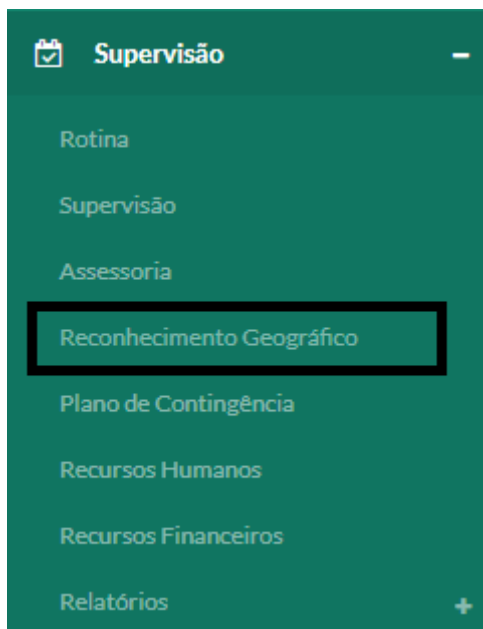 Supervisão
Rotina
Supervisão
Assessoria
Reconhecimento Geográfico
Plano de Contingência
Recursos Humanos
Recursos Financeiros
Relatórios